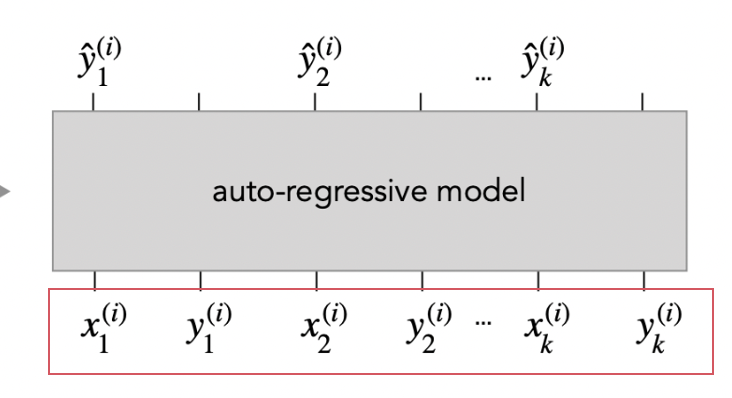 ŷ₁⁽ⁱ⁾ ŷ₂⁽ⁱ⁾ ... ŷₖ⁽ⁱ⁾
auto-regressive model
x₁⁽ⁱ⁾ y₁⁽ⁱ⁾ x₂⁽ⁱ⁾ y₂⁽ⁱ⁾ ... xₖ⁽ⁱ⁾ yₖ⁽ⁱ⁾